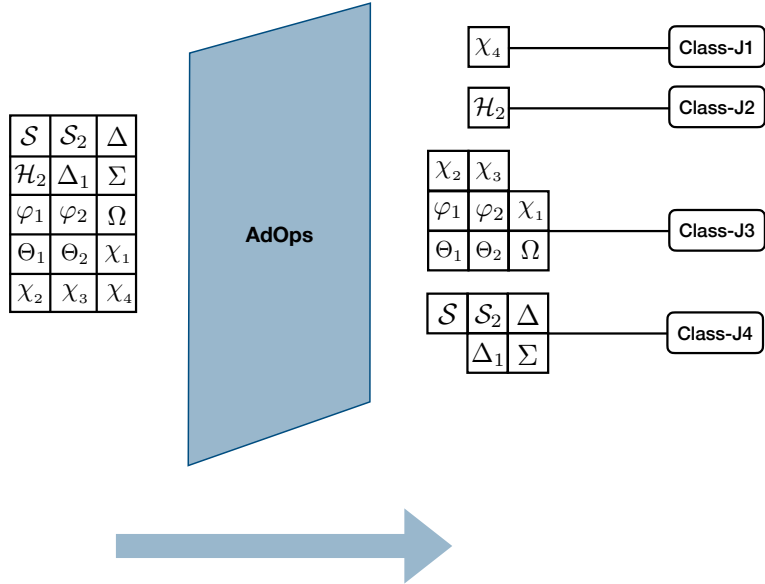 𝒮 𝒮₂ Δ
ℋ₂ Δ₁ Σ
φ₁ φ₂ Ω
Θ₁ Θ₂ χ₁
χ₂ χ₃ χ₄
AdOps
χ₄ Class-J1
ℋ₂ Class-J2
χ₂ χ₃
φ₁ φ₂ χ₁
Class-J3
Θ₁ Θ₂ Ω
𝒮 𝒮₂ Δ
Class-J4
Δ₁ Σ